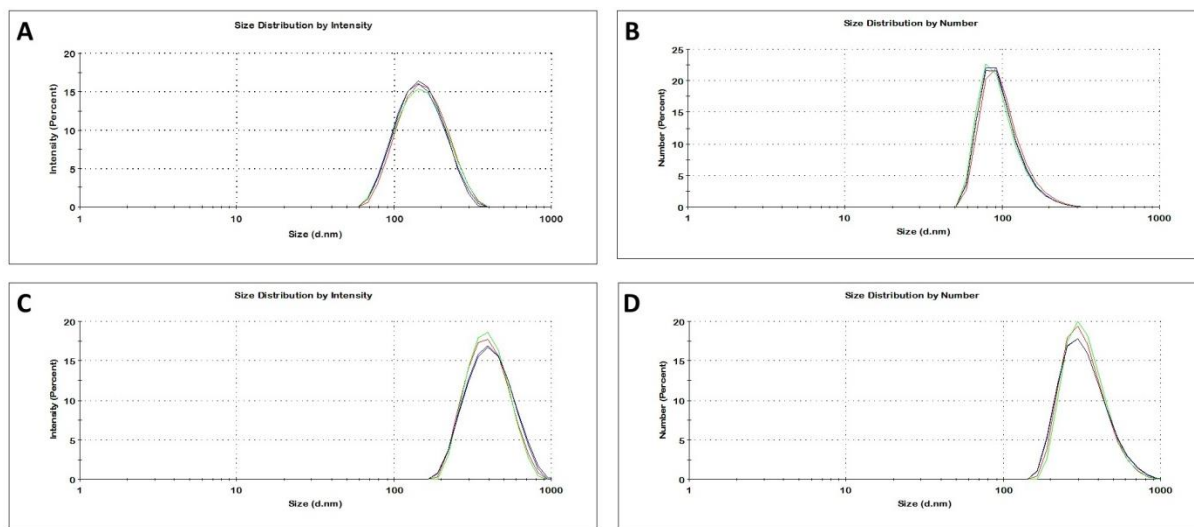 A
Size Distribution by Intensity
20
15
10
5
0
Intensity (Percent)
1 10 100 1000
Size (d.nm)
B
Size Distribution by Number
25
20
15
10
5
0
Number (Percent)
1 10 100 1000
Size (d.nm)
C
Size Distribution by Intensity
20
15
10
5
0
Intensity (Percent)
1 10 100 1000
Size (d.nm)
D
Size Distribution by Number
20
15
10
5
0
Number (Percent)
1 10 100 1000
Size (d.nm)